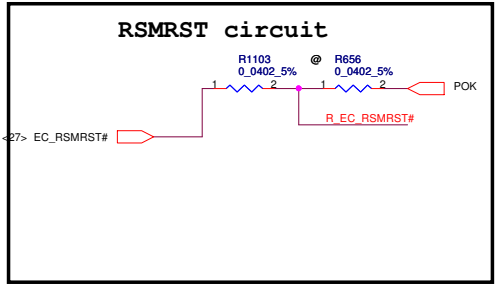 RSMRST circuit
R1103 @ R656
0_0402_5% 0_0402_5%
1 2 1 2 POK
R_EC_RSMRST#
<27> EC_RSMRST#